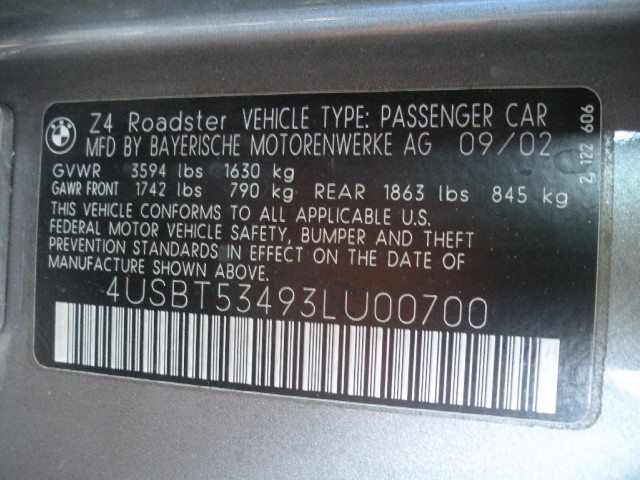 Z4 Roadster VEHICLE TYPE: PASSENGER CAR
MFD BY BAYERISCHE MOTORENWERKE AG 09/02
GVWR 3594 lbs 1630 kg
GAWR FRONT 1742 lbs 790 kg REAR 1863 lbs 845 kg
THIS VEHICLE CONFORMS TO ALL APPLICABLE U.S.
FEDERAL MOTOR VEHICLE SAFETY, BUMPER AND THEFT
PREVENTION STANDARDS IN EFFECT ON THE DATE OF
MANUFACTURE SHOWN ABOVE.
4USBT53493LU00700
2 122 606